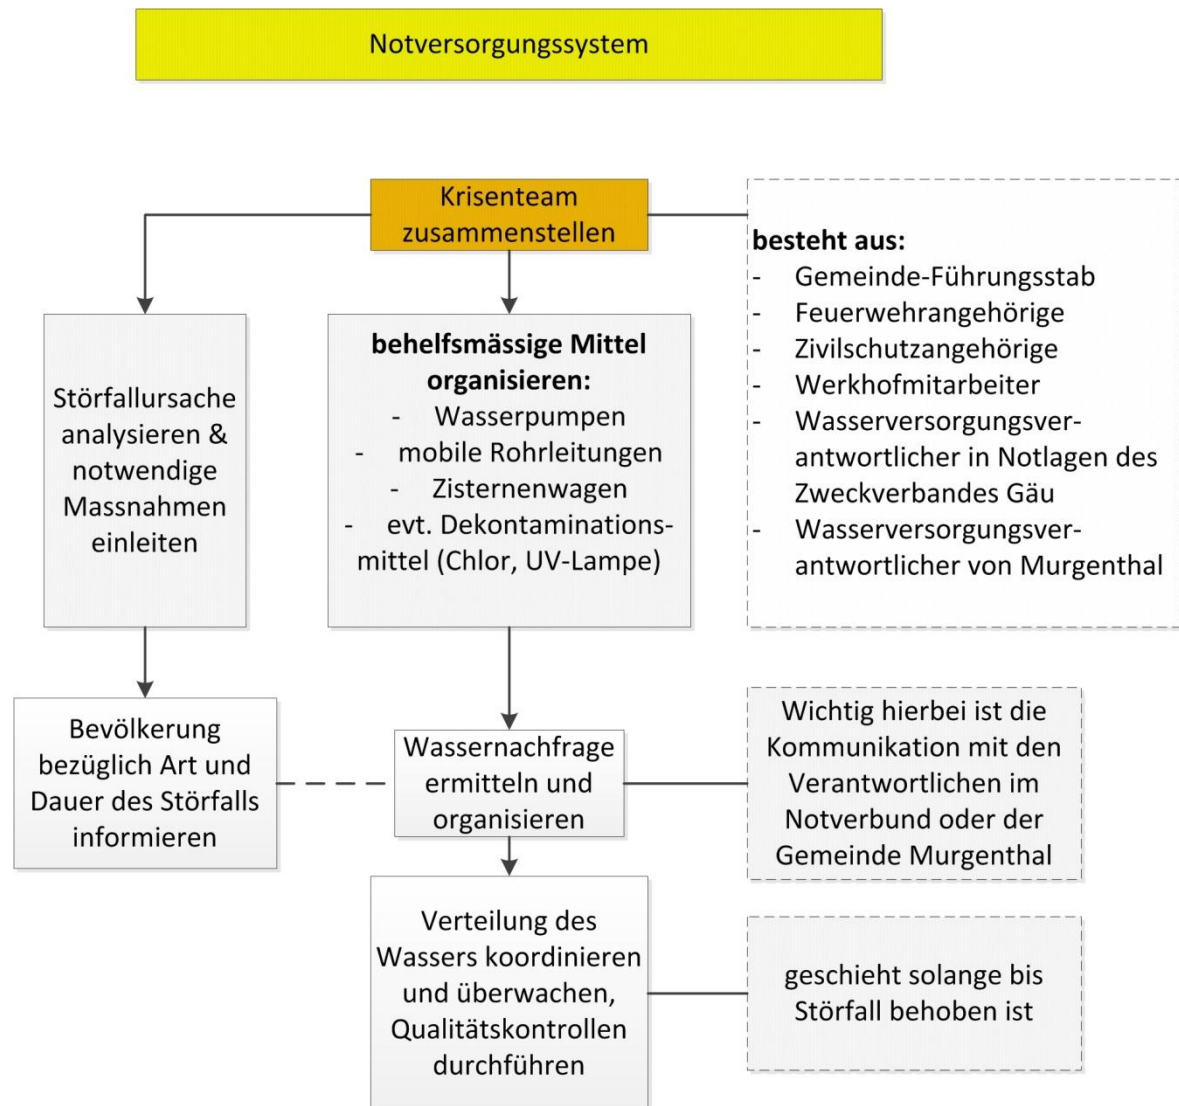 Notversorgungssystem
Krisenteam
zusammenstellen
besteht aus:
- Gemeinde-Führungsstab
- Feuerwehrangehörige
- Zivilschutzangehörige
- Werkhofmitarbeiter
- Wasserversorgungsver-
antwortlicher in Notlagen des
Zweckverbandes Gäu
- Wasserversorgungsver-
antwortlicher von Murgenthal
Störfallursache
analysieren &
notwendige
Massnahmen
einleiten
behelfsmässige Mittel
organisieren:
- Wasserpumpen
- mobile Rohrleitungen
- Zisternenwagen
- evt. Dekontaminations-
mittel (Chlor, UV-Lampe)
Bevölkerung
bezüglich Art und
Dauer des Störfalls
informieren
Wassernachfrage
ermitteln und
organisieren
Wichtig hierbei ist die
Kommunikation mit den
Verantwortlichen im
Notverbund oder der
Gemeinde Murgenthal
Verteilung des
Wassers koordinieren
und überwachen,
Qualitätskontrollen
durchführen
geschieht solange bis
Störfall behoben ist